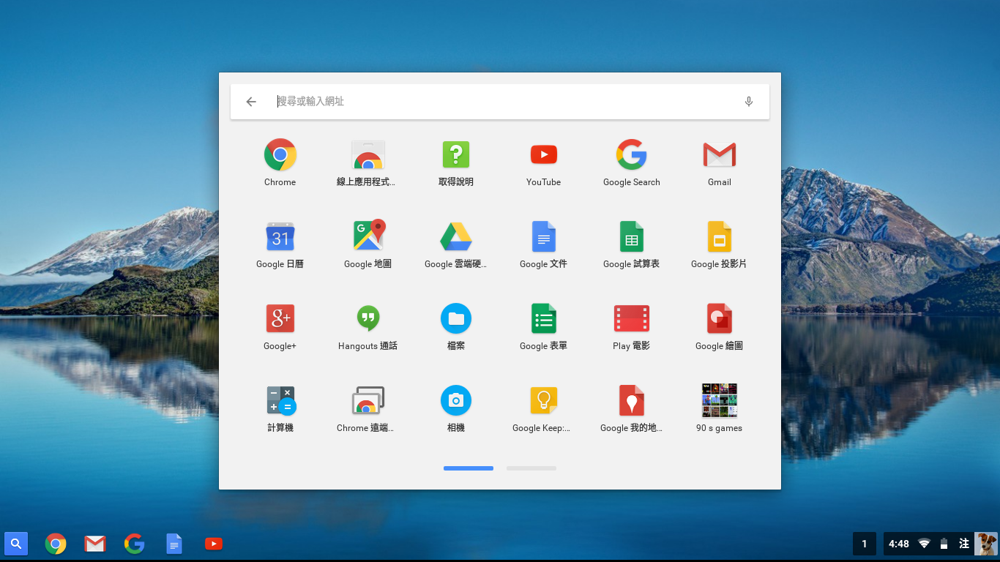 搜尋或輸入網址
Chrome
線上應用程式...
取得說明
YouTube
Google Search
Gmail
31
G
Google 日曆
Google 地圖
Google 雲端硬...
Google 文件
Google 試算表
Google 投影片
g+
Google+
Hangouts 通話
檔案
Google 表單
Play 電影
Google 繪圖
計算機
Chrome 遠端...
相機
Google Keep:...
Google 我的地...
90 s games
1
4:48
注